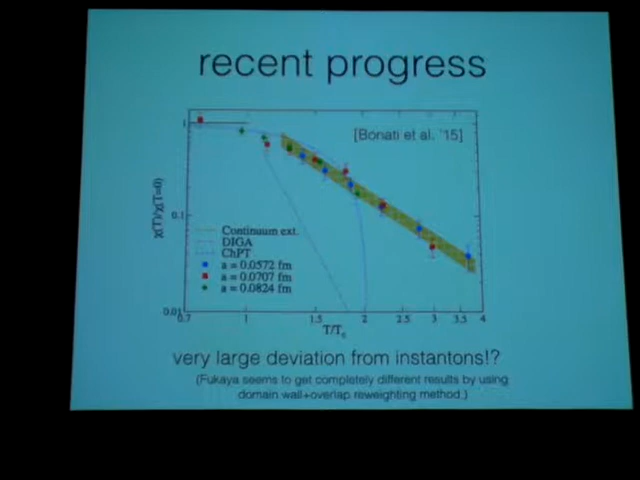 recent progress
[Bonati et al. '15]
1
χ(T)/χ(T=0)
0.1
Continuum ext.
DIGA
ChPT
a = 0.0572 fm
a = 0.0707 fm
a = 0.0824 fm
0.01
0.7 1 1.5 2 2.5 3 3.5 4
T/Tc
very large deviation from instantons!?
(Fukaya seems to get completely different results by using
domain wall+overlap reweighting method.)